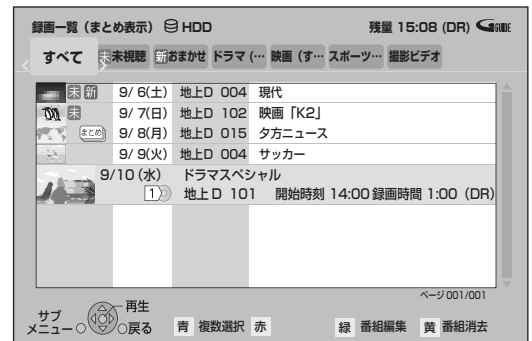 録画一覧（まとめ表示） HDD 残量 15:08 (DR) G GUIDE
すべて 未 未視聴 新 おまかせ ドラマ (… 映画 (す… スポーツ… 撮影ビデオ
未 新 9/ 6(土) 地上D 004 現代
未 9/ 7(日) 地上D 102 映画「K2」
まとめ 9/ 8(月) 地上D 015 夕方ニュース
9/ 9(火) 地上D 004 サッカー
9/10 (水) ドラマスペシャル
1 地上D 101 開始時刻 14:00 録画時間 1:00 (DR)
ページ 001/001
サブメニュー 再生 戻る 青 複数選択 赤 緑 番組編集 黄 番組消去